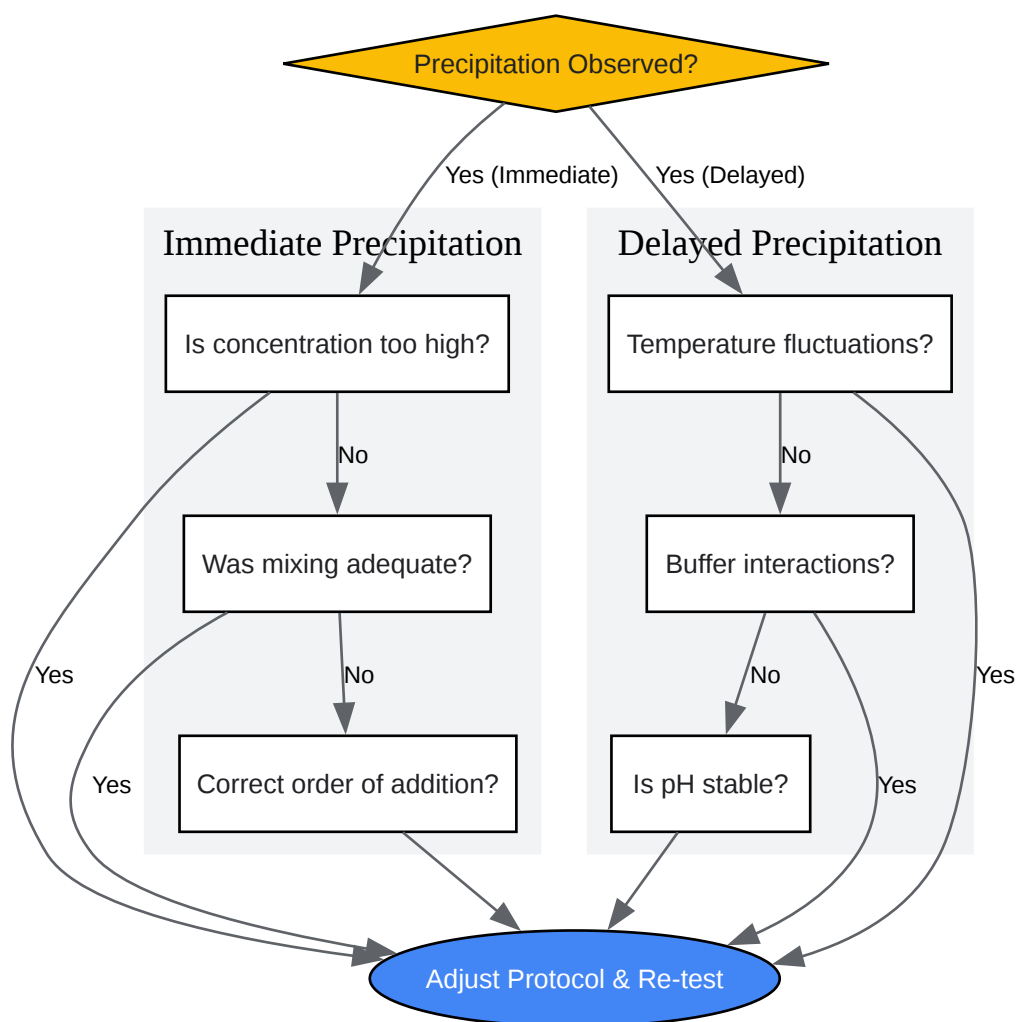 Precipitation Observed?
Yes (Immediate)
Yes (Delayed)
Immediate Precipitation
Delayed Precipitation
Is concentration too high?
Temperature fluctuations?
No
No
Was mixing adequate?
Buffer interactions?
Yes
No
No
Yes
Correct order of addition?
Is pH stable?
Yes
Yes
Adjust Protocol & Re-test